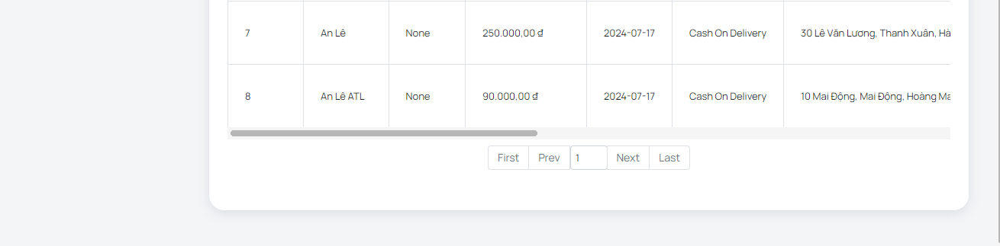 7 An Lê None 250.000,00 ₫ 2024-07-17 Cash On Delivery 30 Lê Văn Lương, Thanh Xuân, Hà
8 An Lê ATL None 90.000,00 ₫ 2024-07-17 Cash On Delivery 10 Mai Động, Mai Động, Hoàng Ma
First Prev 1 Next Last